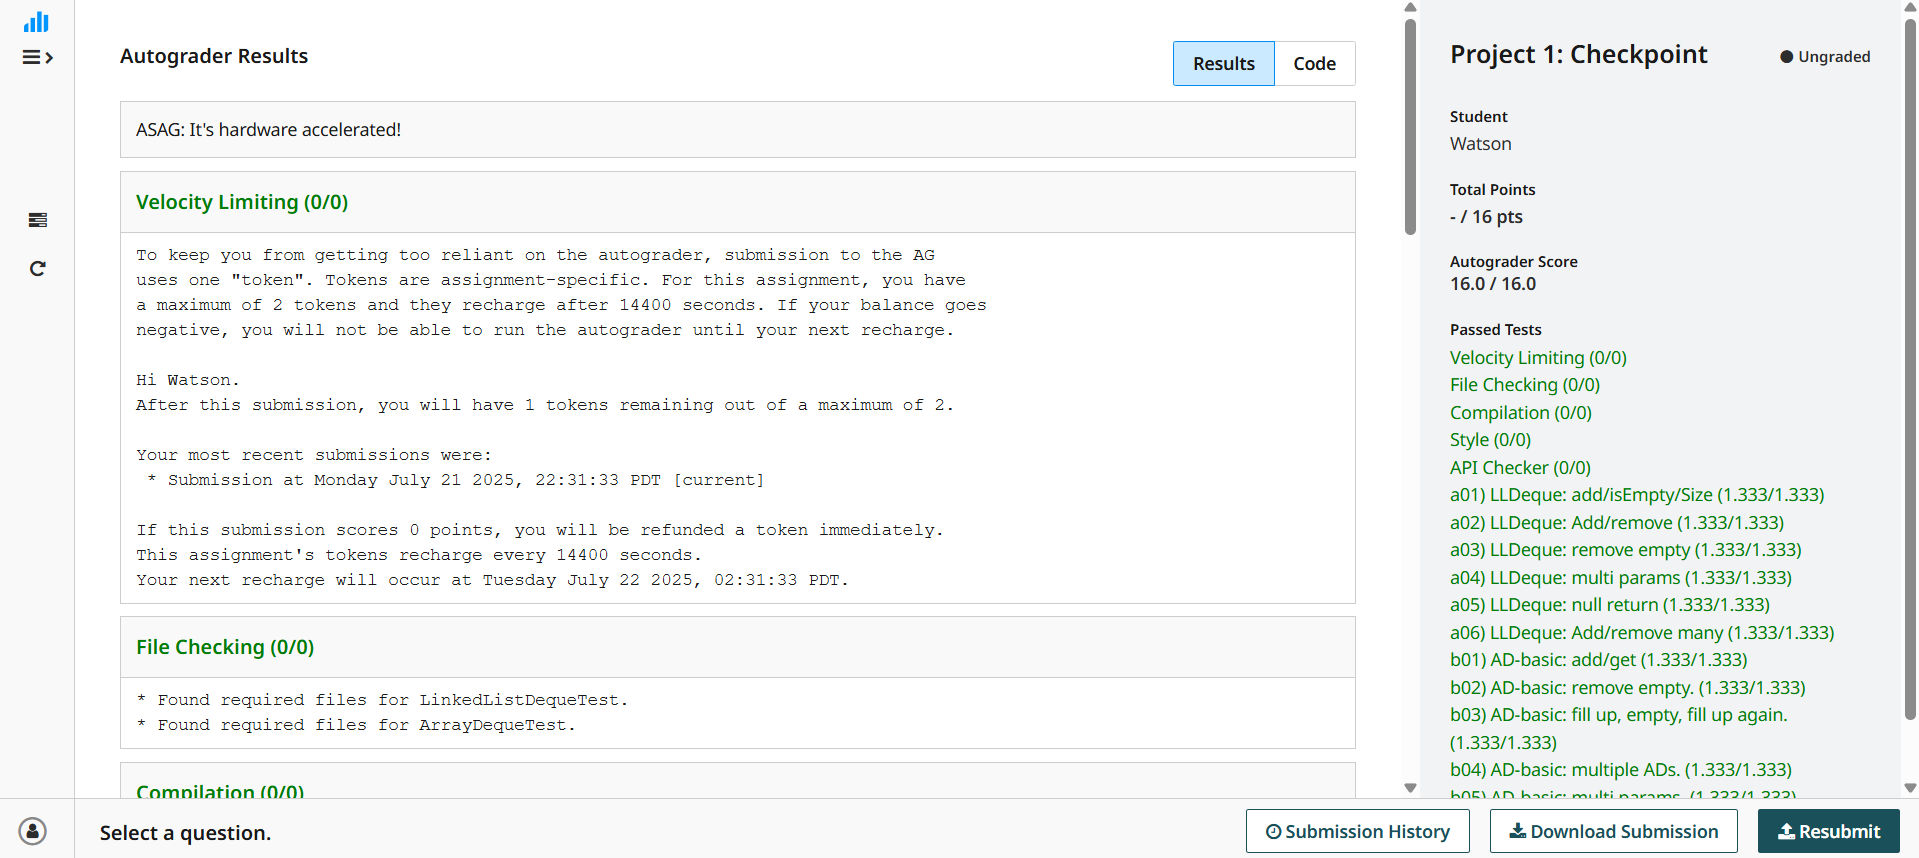 Autograder Results
Results
Code
ASAG: It's hardware accelerated!
Velocity Limiting (0/0)
To keep you from getting too reliant on the autograder, submission to the AG
uses one "token". Tokens are assignment-specific. For this assignment, you have
a maximum of 2 tokens and they recharge after 14400 seconds. If your balance goes
negative, you will not be able to run the autograder until your next recharge.
Hi Watson.
After this submission, you will have 1 tokens remaining out of a maximum of 2.
Your most recent submissions were:
* Submission at Monday July 21 2025, 22:31:33 PDT [current]
If this submission scores 0 points, you will be refunded a token immediately.
This assignment's tokens recharge every 14400 seconds.
Your next recharge will occur at Tuesday July 22 2025, 02:31:33 PDT.
File Checking (0/0)
* Found required files for LinkedListDequeTest.
* Found required files for ArrayDequeTest.
Compilation (0/0)
Project 1: Checkpoint
Ungraded
Student
Watson
Total Points
- / 16 pts
Autograder Score
16.0 / 16.0
Passed Tests
Velocity Limiting (0/0)
File Checking (0/0)
Compilation (0/0)
Style (0/0)
API Checker (0/0)
a01) LLDeque: add/isEmpty/Size (1.333/1.333)
a02) LLDeque: Add/remove (1.333/1.333)
a03) LLDeque: remove empty (1.333/1.333)
a04) LLDeque: multi params (1.333/1.333)
a05) LLDeque: null return (1.333/1.333)
a06) LLDeque: Add/remove many (1.333/1.333)
b01) AD-basic: add/get (1.333/1.333)
b02) AD-basic: remove empty. (1.333/1.333)
b03) AD-basic: fill up, empty, fill up again.
(1.333/1.333)
b04) AD-basic: multiple ADs. (1.333/1.333)
b05) AD-basic: multi params. (1.333/1.333)
Select a question.
Submission History
Download Submission
Resubmit